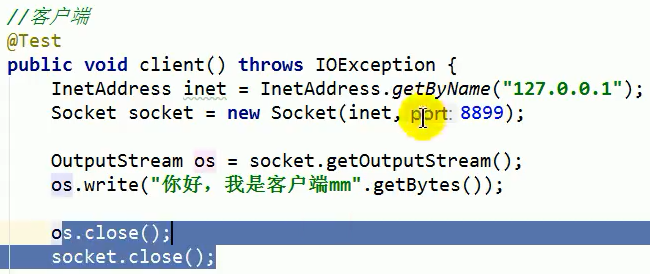 //客户端
@Test
public void client() throws IOException {
InetAddress inet = InetAddress.getByName("127.0.0.1");
Socket socket = new Socket(inet, port: 8899);
OutputStream os = socket.getOutputStream();
os.write("你好，我是客户端mm".getBytes());
os.close();
socket.close();